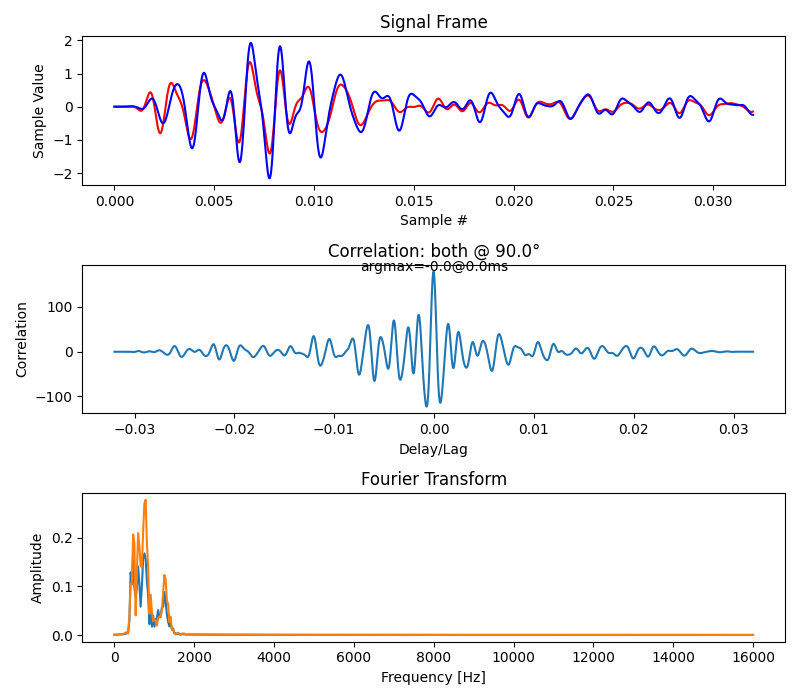 Signal Frame
Sample Value
2
1
0
−1
−2
0.000 0.005 0.010 0.015 0.020 0.025 0.030
Sample #
Correlation: both @ 90.0°
argmax=-0.0@0.0ms
Correlation
100
0
−100
−0.03 −0.02 −0.01 0.00 0.01 0.02 0.03
Delay/Lag
Fourier Transform
Amplitude
0.2
0.1
0.0
0 2000 4000 6000 8000 10000 12000 14000 16000
Frequency [Hz]